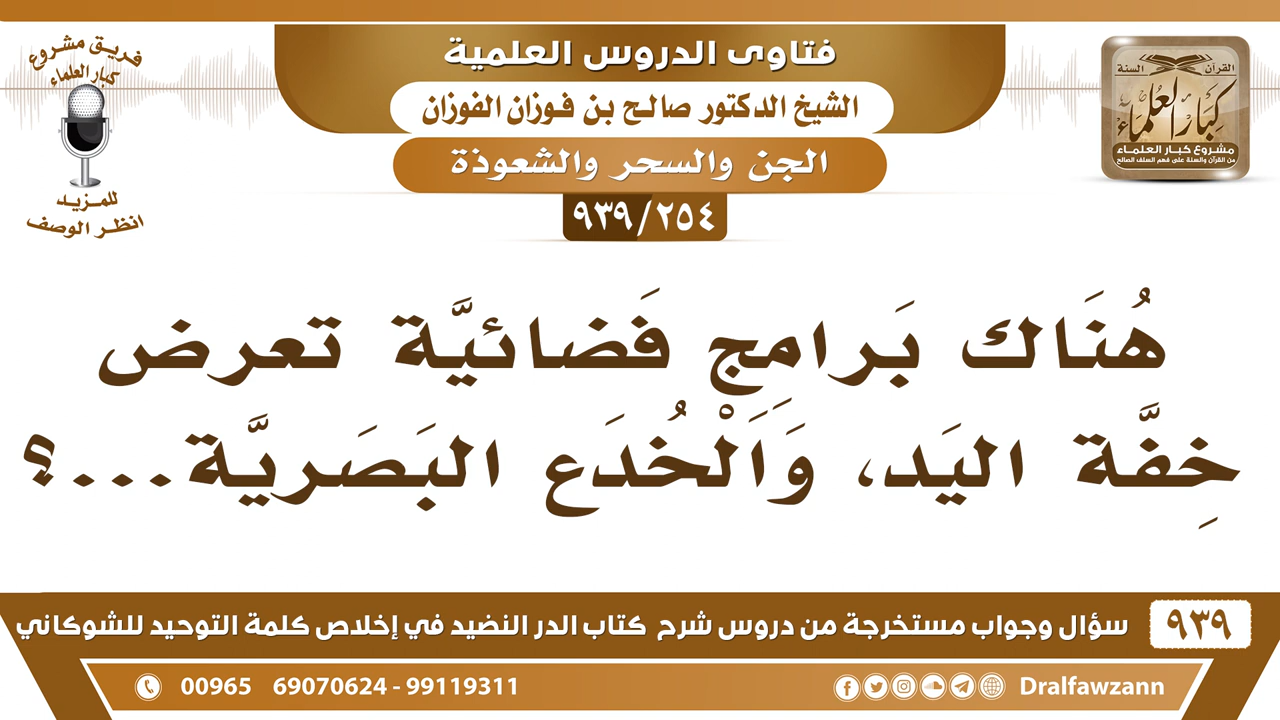 فتاوى الدروس العلمية
الشيخ الدكتور صالح بن فوزان الفوزان
الجن والسحر والشعوذة
٩٣٩/٢٥٤
فريق مشروع
كبار العلماء
للمزيد
انظر الوصف
القرآن السنة
كبار العلماء
مشروع كبار العلماء
من القرآن والسنة على فهم السلف الصالح
هُنَاك بَرامج فَضائيَّة تعرض
خِفَّة اليَد، وَالْخُدَع البَصَريَّة...؟
٩٣٩ سؤال وجواب مستخرجة من دروس شرح كتاب الدر النضيد في إخلاص كلمة التوحيد للشوكاني
00965 69070624 - 99119311
Dralfawzann